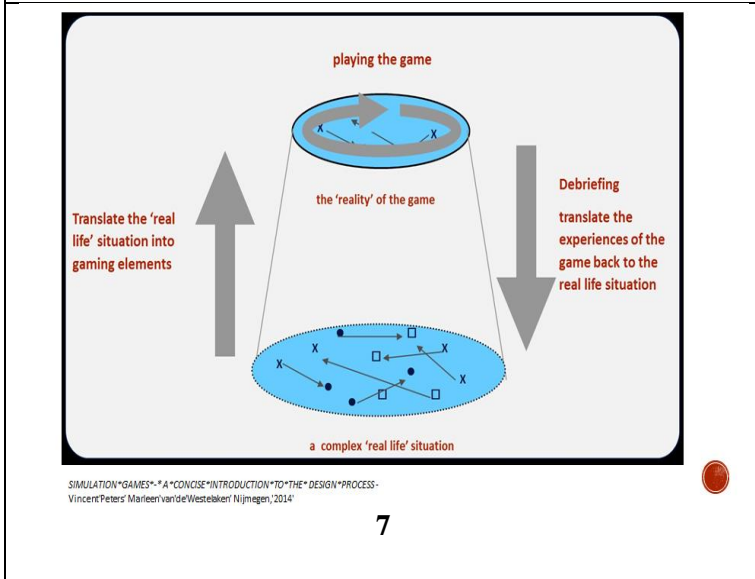 playing the game
X
X
the 'reality' of the game
Translate the 'real
life' situation into
gaming elements
Debriefing
translate the
experiences of the
game back to the
real life situation
X
X
X
X
a complex 'real life' situation
SIMULATION*GAMES*-*A*CONCISE*INTRODUCTION*TO*THE* DESIGN*PROCESS-
Vincent'Peters' Marleen'van'de'Westelaken' Nijmegen,'2014'
7